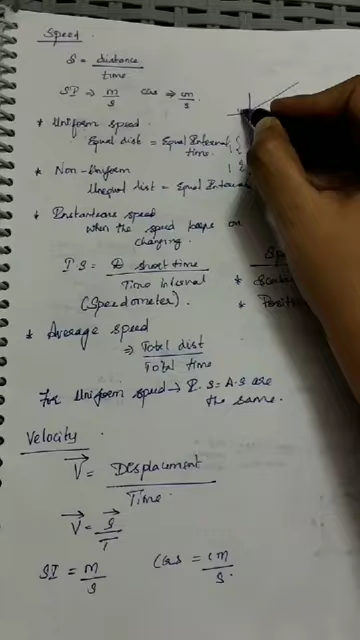 Speed
S = distance
time
SI ⇒ m/s CGS ⇒ cm/s.
* Uniform speed
Equal dist = Equal Interval
time.
* Non-Uniform
Unequal dist = Equal Interval
* Instantaneous speed
when the speed keeps on
changing.
I S = short time
Time interval
(Speedometer).
* Average speed
⇒ Total dist
Total time
For Uniform speed → I.S = A.S are
the same.
Velocity
V = Displacement
Time.
V = S
T
SI = m/s CGS = cm/s.